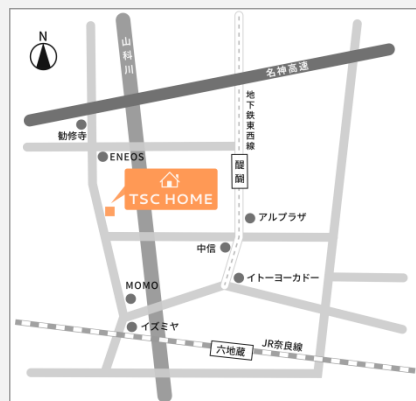 N
山科川
名神高速
勧修寺
地下鉄東西線
ENEOS
醍醐
TSC HOME
アルプラザ
中信
イトーヨーカドー
MOMO
イズミヤ
六地蔵
JR奈良線